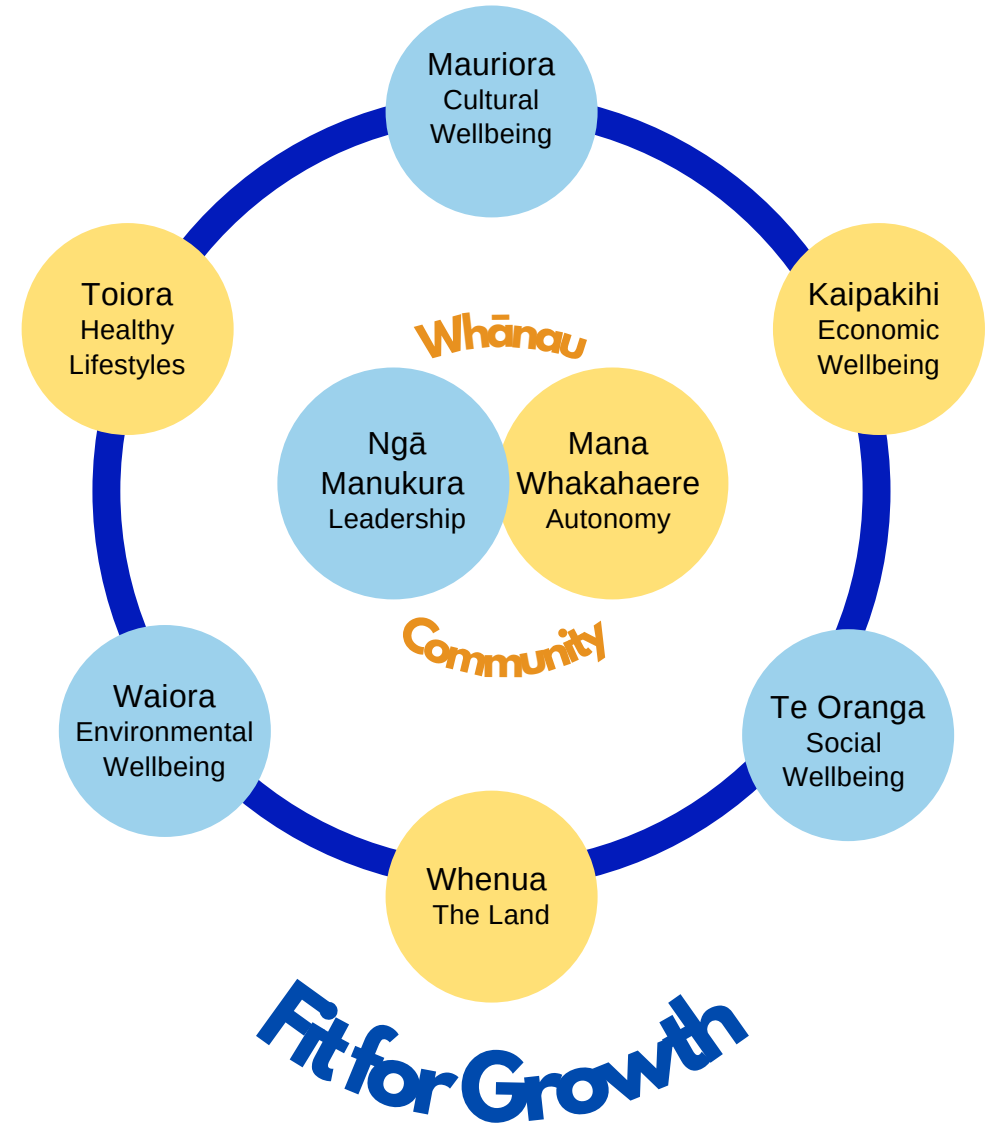 Mauriora
Cultural
Wellbeing
Toiora
Healthy
Lifestyles
Kaipakihi
Economic
Wellbeing
Whānau
Ngā
Manukura
Leadership
Mana
Whakahaere
Autonomy
Community
Waiora
Environmental
Wellbeing
Te Oranga
Social
Wellbeing
Whenua
The Land
Fit for Growth